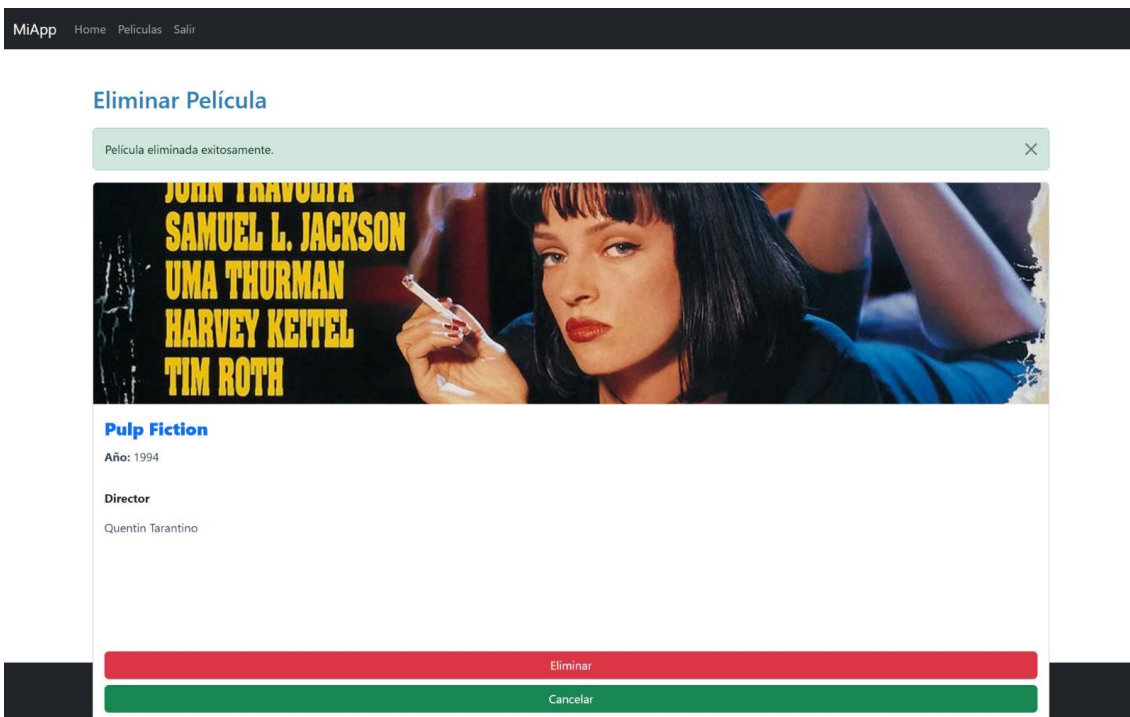 MiApp Home Peliculas Salir
Eliminar Película
Película eliminada exitosamente.
JOHN TRAVOLTA
SAMUEL L. JACKSON
UMA THURMAN
HARVEY KEITEL
TIM ROTH
Pulp Fiction
Año: 1994
Director
Quentin Tarantino
Eliminar
Cancelar